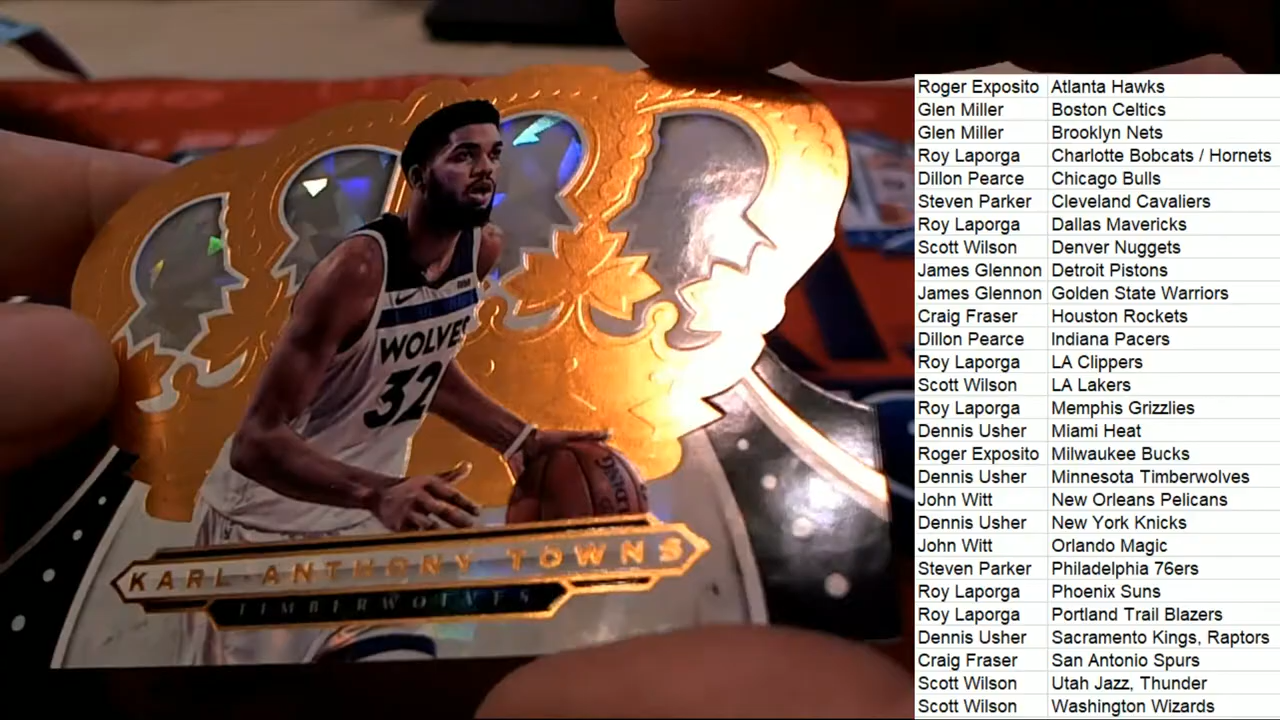 WOLVES
32
KARL-ANTHONY TOWNS
TIMBERWOLVES
Roger Exposito Atlanta Hawks
Glen Miller Boston Celtics
Glen Miller Brooklyn Nets
Roy Laporga Charlotte Bobcats / Hornets
Dillon Pearce Chicago Bulls
Steven Parker Cleveland Cavaliers
Roy Laporga Dallas Mavericks
Scott Wilson Denver Nuggets
James Glennon Detroit Pistons
James Glennon Golden State Warriors
Craig Fraser Houston Rockets
Dillon Pearce Indiana Pacers
Roy Laporga LA Clippers
Scott Wilson LA Lakers
Roy Laporga Memphis Grizzlies
Dennis Usher Miami Heat
Roger Exposito Milwaukee Bucks
Dennis Usher Minnesota Timberwolves
John Witt New Orleans Pelicans
Dennis Usher New York Knicks
John Witt Orlando Magic
Steven Parker Philadelphia 76ers
Roy Laporga Phoenix Suns
Roy Laporga Portland Trail Blazers
Dennis Usher Sacramento Kings, Raptors
Craig Fraser San Antonio Spurs
Scott Wilson Utah Jazz, Thunder
Scott Wilson Washington Wizards